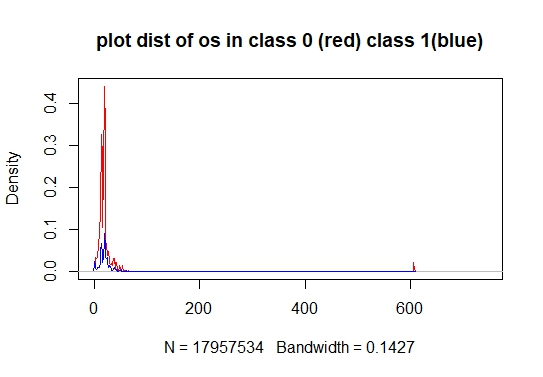 plot dist of os in class 0 (red) class 1(blue)
Density
0.4
0.3
0.2
0.1
0.0
0 200 400 600
N = 17957534 Bandwidth = 0.1427